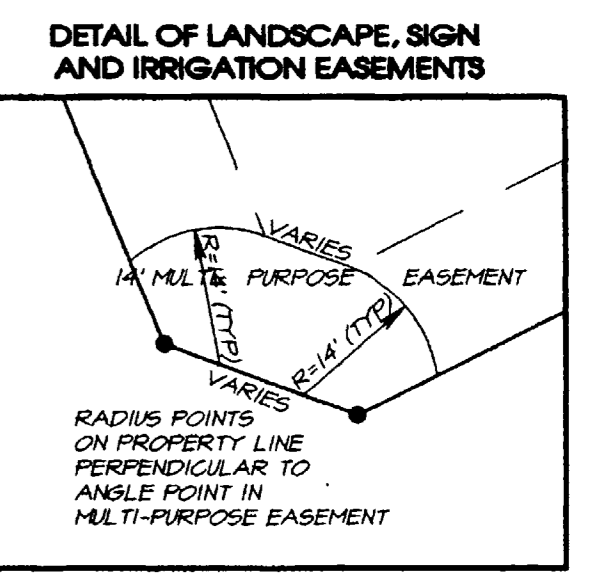 DETAIL OF LANDSCAPE, SIGN
AND IRRIGATION EASEMENTS
VARIES
14' MULTI PURPOSE EASEMENT
R=14' (TYP)
R=14' (TYP)
VARIES
RADIUS POINTS
ON PROPERTY LINE
PERPENDICULAR TO
ANGLE POINT IN
MULTI-PURPOSE EASEMENT